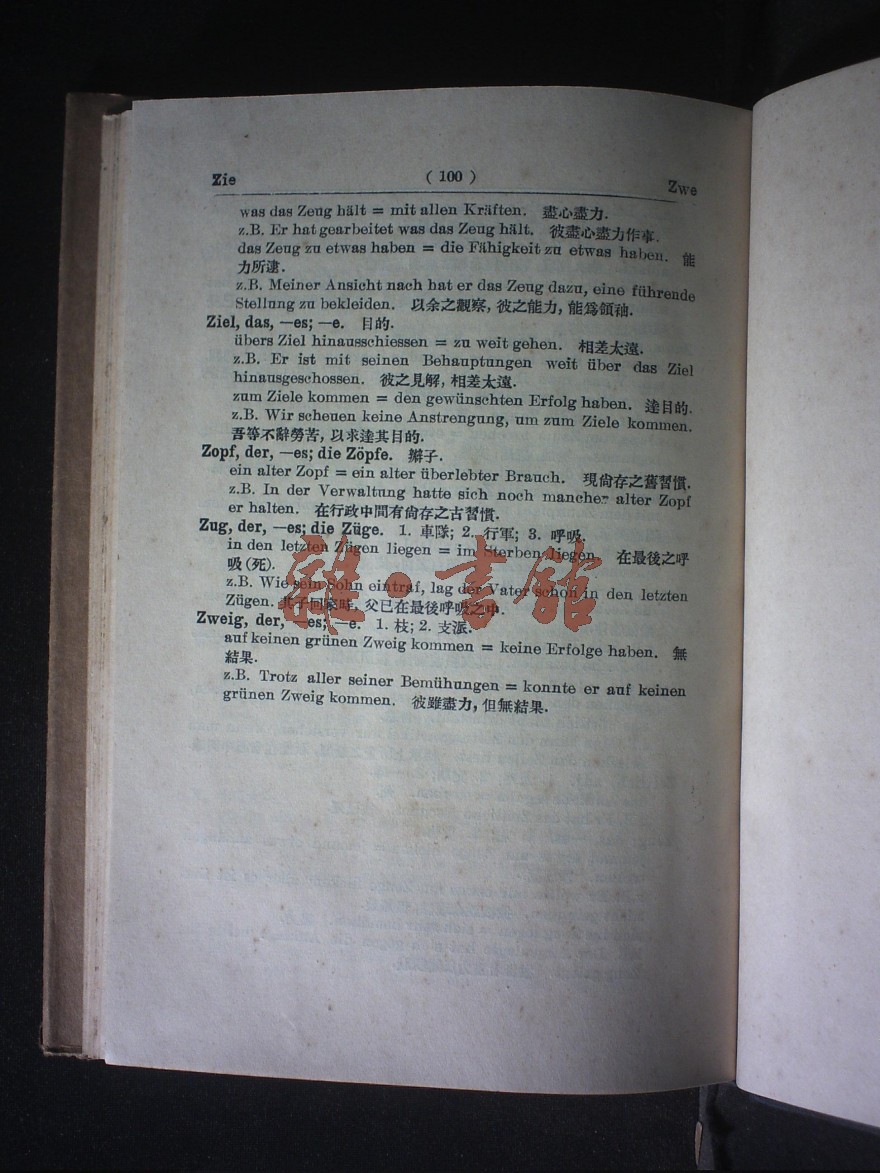 Zie ( 100 ) Zwe
was das Zeug hält = mit allen Kräften. 盡心盡力.
z.B. Er hat gearbeitet was das Zeug hält. 彼盡心盡力作事.
das Zeug zu etwas haben = die Fähigkeit zu etwas haben. 能
力所逮.
z.B. Meiner Ansicht nach hat er das Zeug dazu, eine führende
Stellung zu bekleiden. 以余之觀察, 彼之能力, 能爲領袖.
Ziel, das, —es; —e. 目的.
übers Ziel hinausschiessen = zu weit gehen. 相差太遠.
z.B. Er ist mit seinen Behauptungen weit über das Ziel
hinausgeschossen. 彼之見解, 相差太遠.
zum Ziele kommen = den gewünschten Erfolg haben. 達目的.
z.B. Wir scheuen keine Anstrengung, um zum Ziele kommen.
吾等不辭勞苦, 以求達其目的.
Zopf, der, —es; die Zöpfe. 辮子.
ein alter Zopf = ein alter überlebter Brauch. 現尙存之舊習慣.
z.B. In der Verwaltung hatte sich noch mancher alter Zopf
er halten. 在行政中間有尙存之古習慣.
Zug, der, —es; die Züge. 1. 車隊; 2. 行軍; 3. 呼吸.
in den letzten Zügen liegen = im Sterben liegen. 在最後之呼
吸 (死).
z.B. Wie sein Sohn eintraf, lag der Vater schon in den letzten
Zügen. 其子回家時, 父已在最後呼吸之中.
Zweig, der, —es; —e. 1. 枝; 2. 支派.
auf keinen grünen Zweig kommen = keine Erfolge haben. 無
結果.
z.B. Trotz aller seiner Bemühungen = konnte er auf keinen
grünen Zweig kommen. 彼雖盡力, 但無結果.
雜·書館